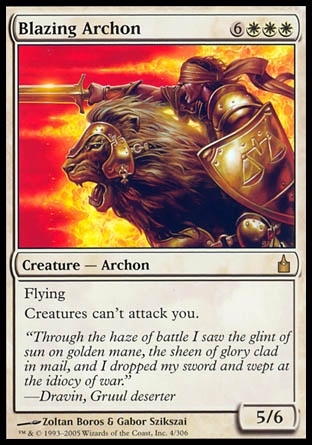 Blazing Archon 6
Creature — Archon
Flying
Creatures can't attack you.
"Through the haze of battle I saw the glint of
sun on golden mane, the sheen of glory clad
in mail, and I dropped my sword and wept at
the idiocy of war."
—Dravin, Gruul deserter
Zoltan Boros & Gabor Szikszai
™ & © 1993–2005 Wizards of the Coast, Inc. 4/306
5/6